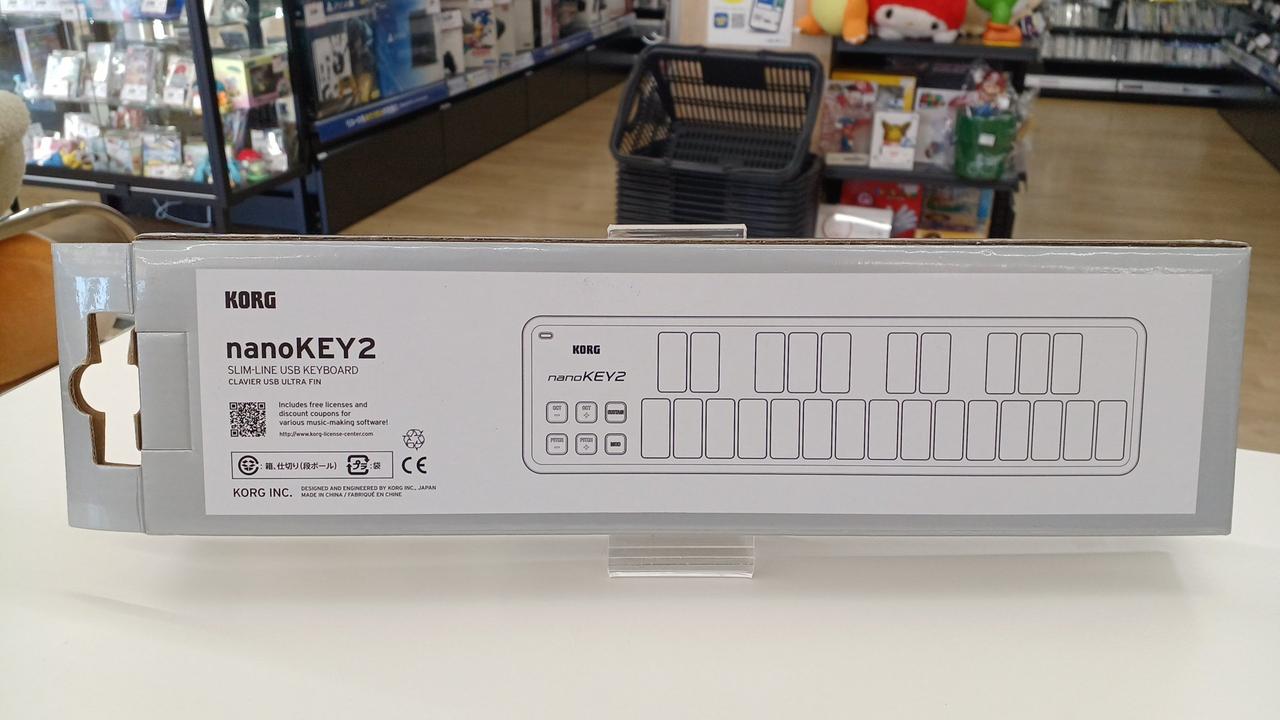 KORG
nanoKEY2
SLIM-LINE USB KEYBOARD
CLAVIER USB ULTRA FIN
Includes free licenses and
discount coupons for
various music-making software!
http://www.korg-license-center.com
: 箱、仕切り(段ボール)
プラ
: 袋
CE
KORG INC.
DESIGNED AND ENGINEERED BY KORG INC., JAPAN
MADE IN CHINA / FABRIQUÉ EN CHINE
KORG
nanoKEY2
OCT
−
OCT
+
SUSTAIN
PITCH
−
PITCH
+
MOD